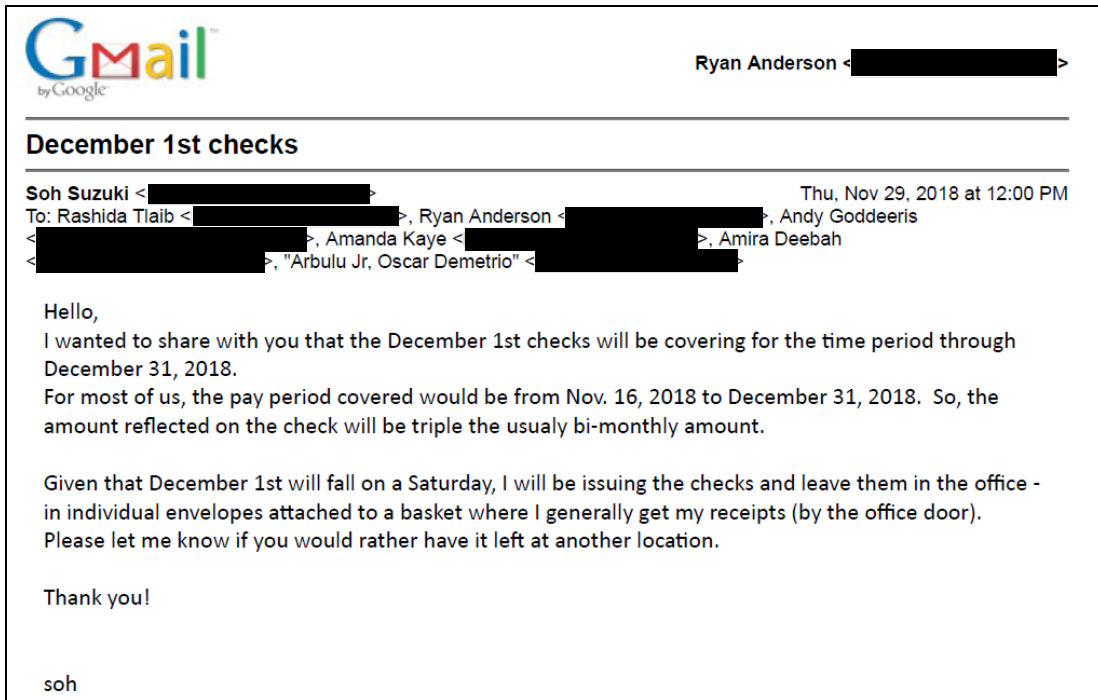 Gmail™
by Google
Ryan Anderson < >
December 1st checks
Soh Suzuki < >
Thu, Nov 29, 2018 at 12:00 PM
To: Rashida Tlaib < >, Ryan Anderson < >, Andy Goddeeris
< >, Amanda Kaye < >, Amira Deebah
< >, "Arbulu Jr, Oscar Demetrio" < >
Hello,
I wanted to share with you that the December 1st checks will be covering for the time period through
December 31, 2018.
For most of us, the pay period covered would be from Nov. 16, 2018 to December 31, 2018.  So, the
amount reflected on the check will be triple the usualy bi-monthly amount.
Given that December 1st will fall on a Saturday, I will be issuing the checks and leave them in the office -
in individual envelopes attached to a basket where I generally get my receipts (by the office door).
Please let me know if you would rather have it left at another location.
Thank you!
soh